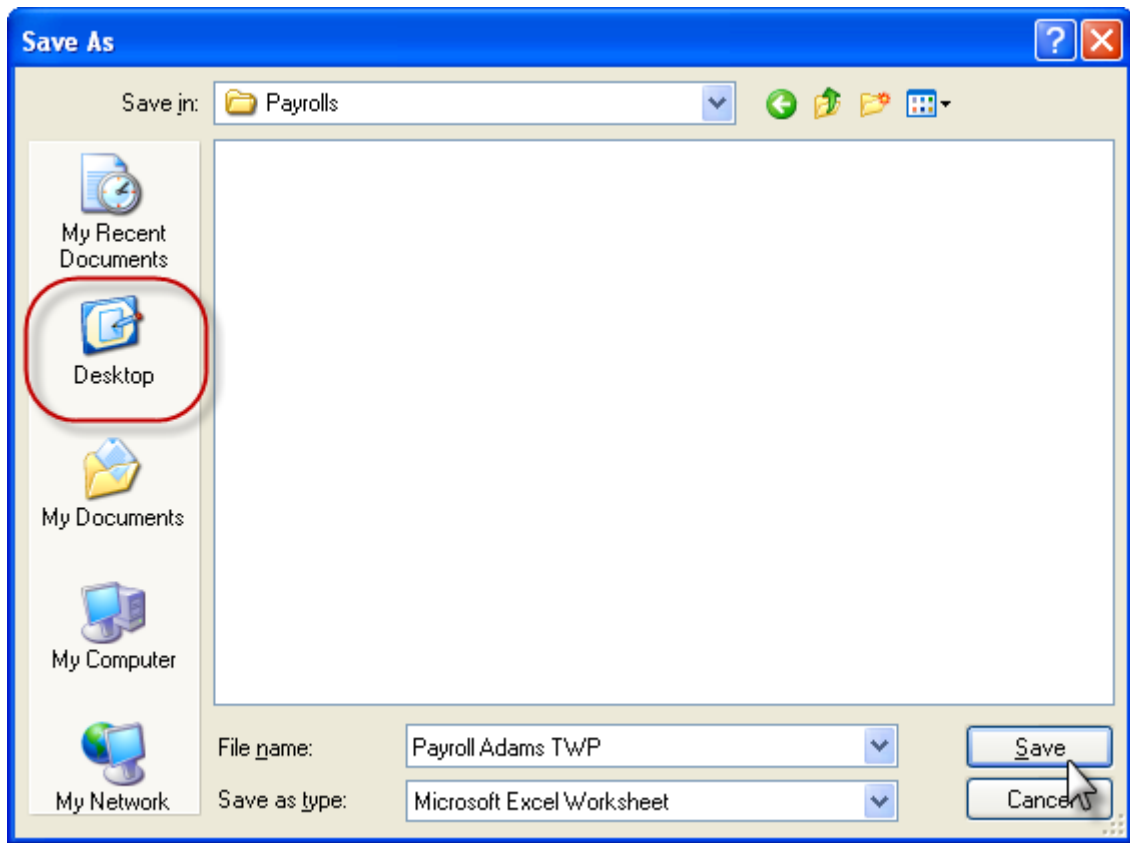 Save As
Save in:
Payrolls
My Recent
Documents
Desktop
My Documents
My Computer
My Network
File name:
Payroll Adams TWP
Save
Save as type:
Microsoft Excel Worksheet
Cancel